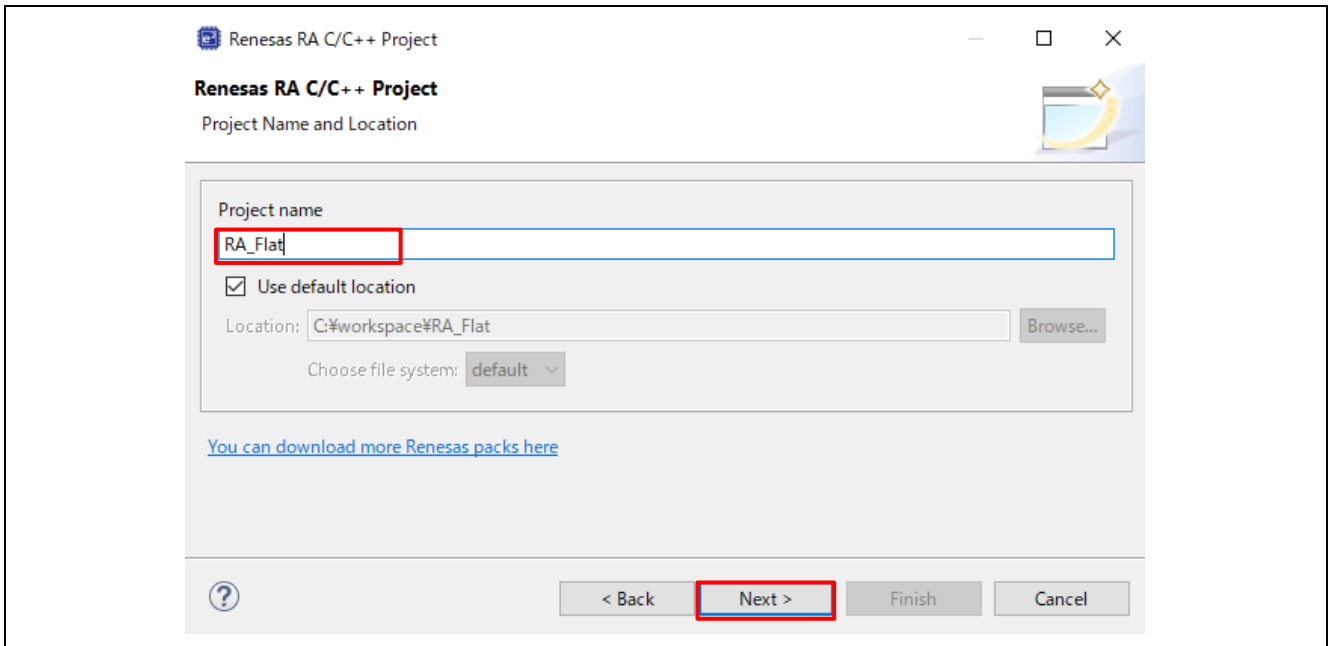 Renesas RA C/C++ Project
Renesas RA C/C++ Project
Project Name and Location
Project name
RA_Flat
Use default location
Location: C:¥workspace¥RA_Flat Browse...
Choose file system: default
You can download more Renesas packs here
? < Back Next > Finish Cancel